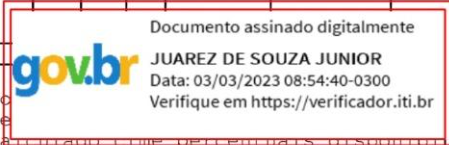 gov.br
Documento assinado digitalmente
JUAREZ DE SOUZA JUNIOR
Data: 03/03/2023 08:54:40-0300
Verifique em https://verificador.iti.br